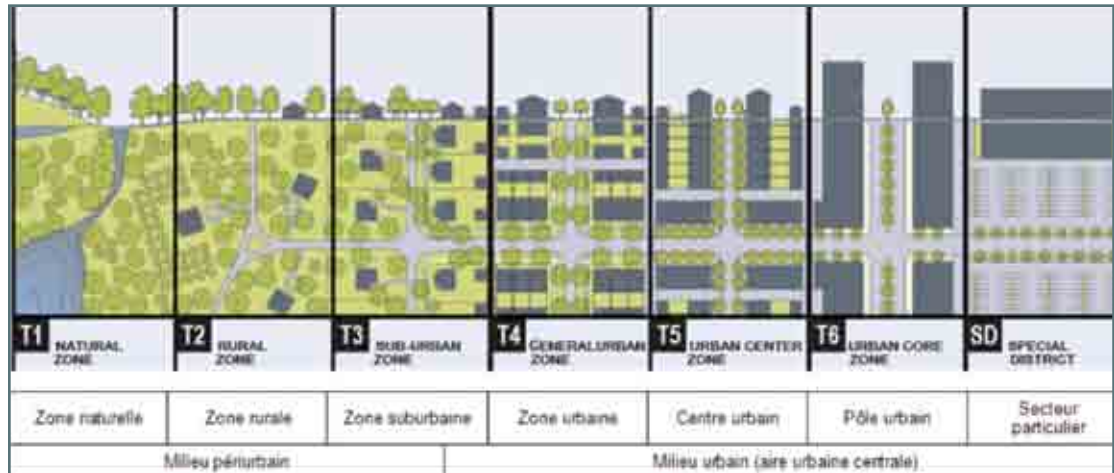 T1 NATURAL
ZONE
T2 RURAL
ZONE
T3 SUB-URBAN
ZONE
T4 GENERAL URBAN
ZONE
T5 URBAN CENTER
ZONE
T6 URBAN CORE
ZONE
SD SPECIAL
DISTRICT
Zone naturelle
Zone rurale
Zone suburbaine
Zone urbaine
Centre urbain
Pôle urbain
Secteur
particulier
Milieu périurbain
Milieu urbain (aire urbaine centrale)